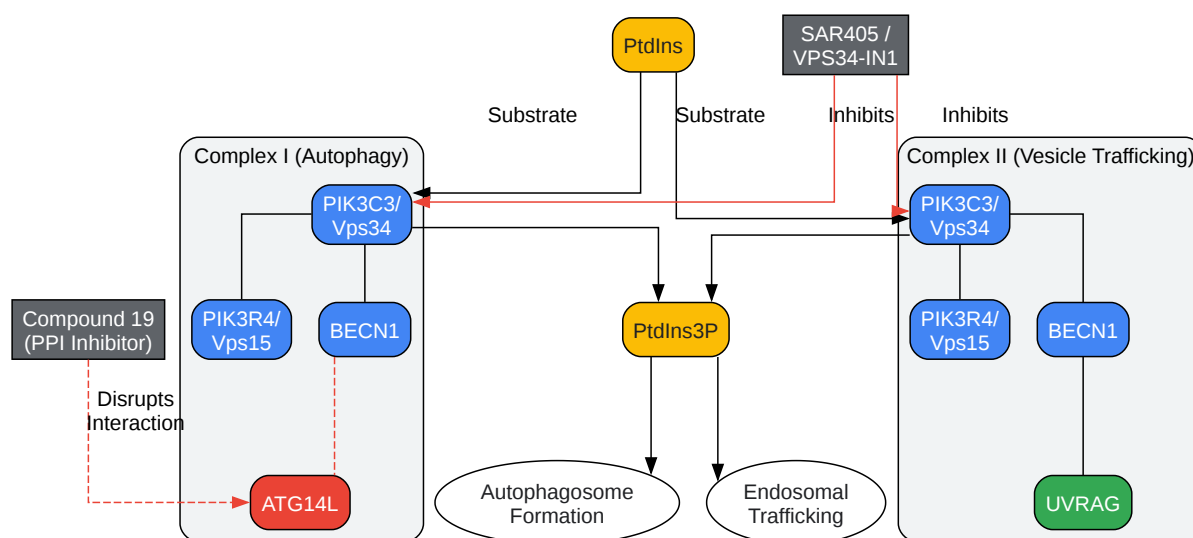 PtdIns
SAR405 /
VPS34-IN1
Substrate
Substrate
Inhibits
Inhibits
Complex I (Autophagy)
Complex II (Vesicle Trafficking)
PIK3C3/
Vps34
PIK3C3/
Vps34
Compound 19
(PPI Inhibitor)
PIK3R4/
Vps15
BECN1
PtdIns3P
PIK3R4/
Vps15
BECN1
Disrupts
Interaction
ATG14L
Autophagosome
Formation
Endosomal
Trafficking
UVRAG